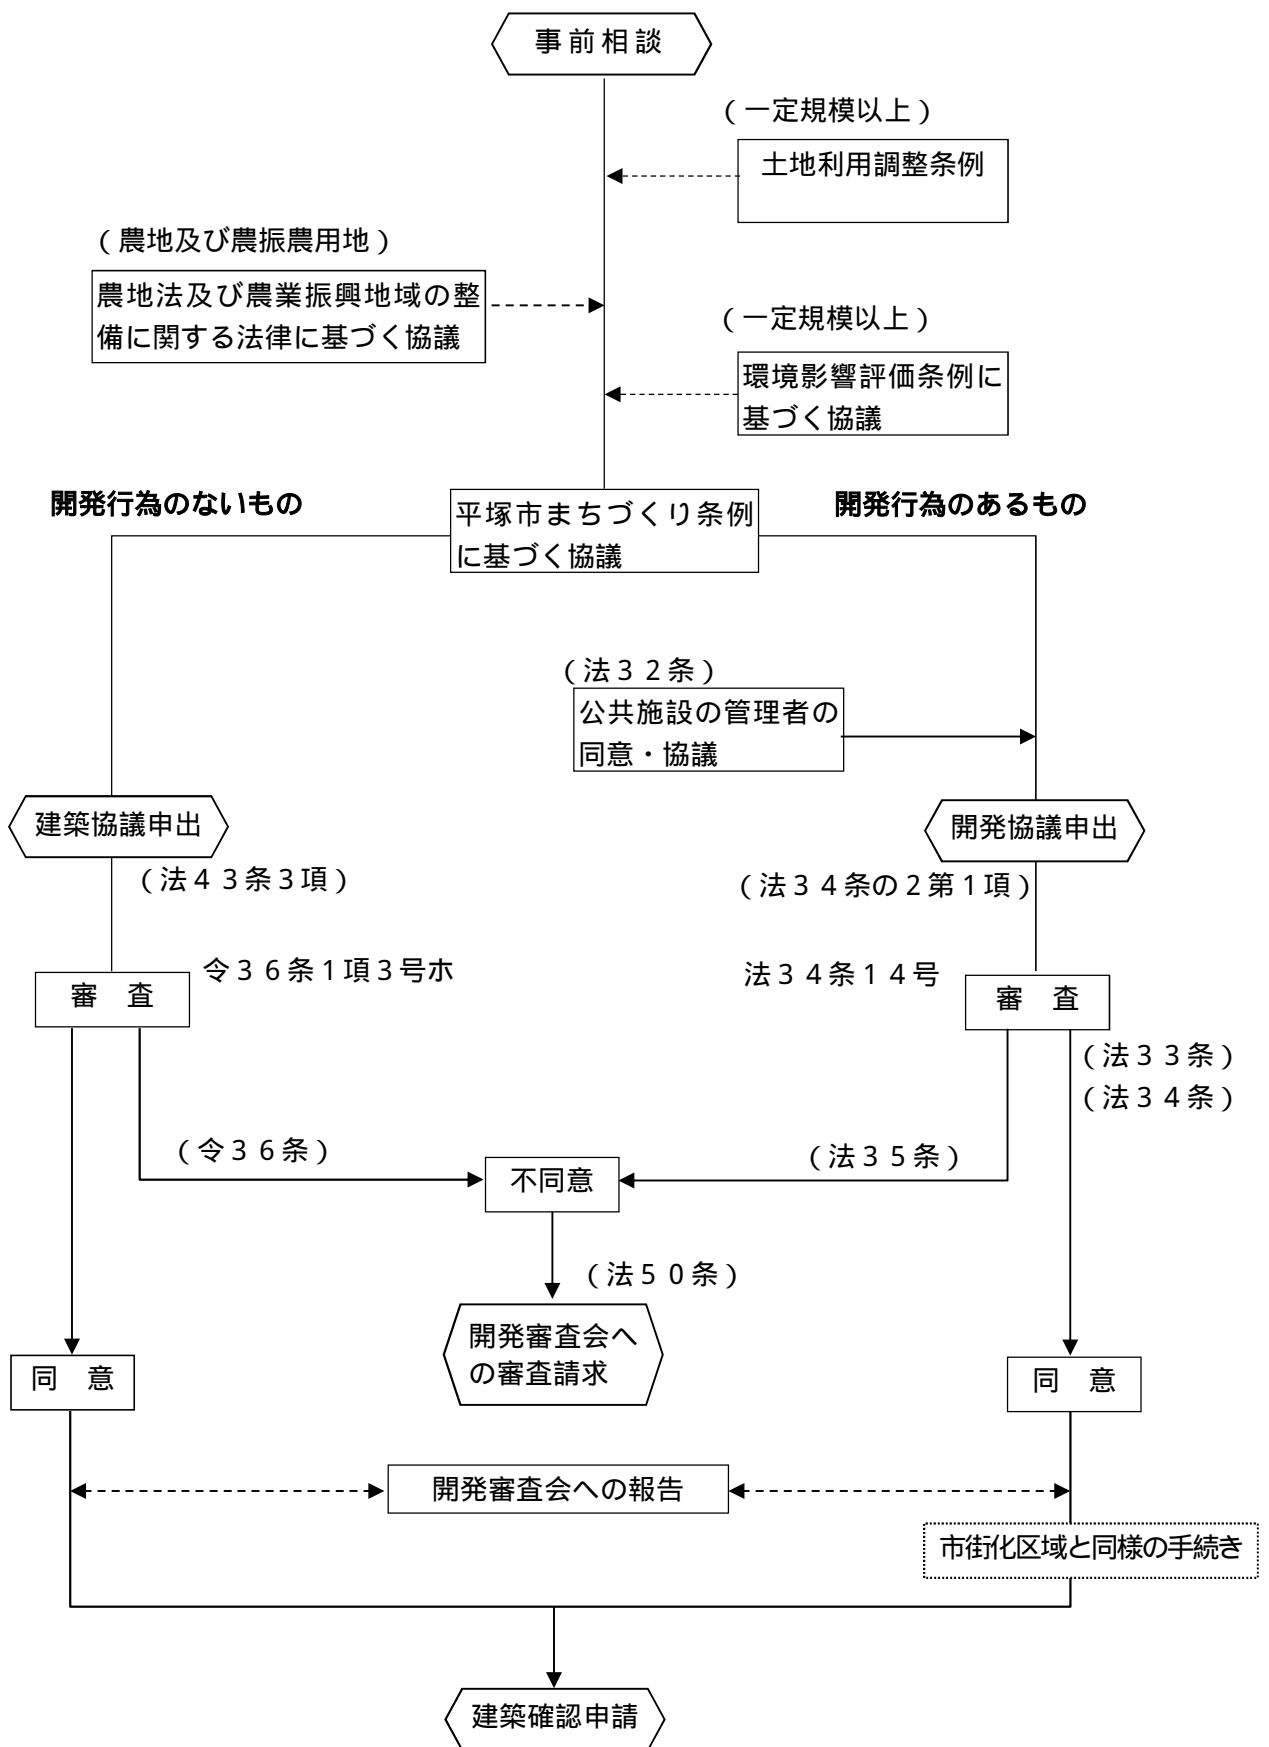 事前相談
（一定規模以上）
土地利用調整条例
（農地及び農振農用地）
農地法及び農業振興地域の整
備に関する法律に基づく協議
（一定規模以上）
環境影響評価条例に
基づく協議
開発行為のないもの
平塚市まちづくり条例
に基づく協議
開発行為のあるもの
（法３２条）
公共施設の管理者の
同意・協議
建築協議申出
開発協議申出
（法４３条３項）
（法３４条の２第１項）
令３６条１項３号ホ
法３４条１４号
審　査
審　査
（法３３条）
（法３４条）
（令３６条）
（法３５条）
不同意
（法５０条）
開発審査会へ
の審査請求
同　意
同　意
開発審査会への報告
市街化区域と同様の手続き
建築確認申請